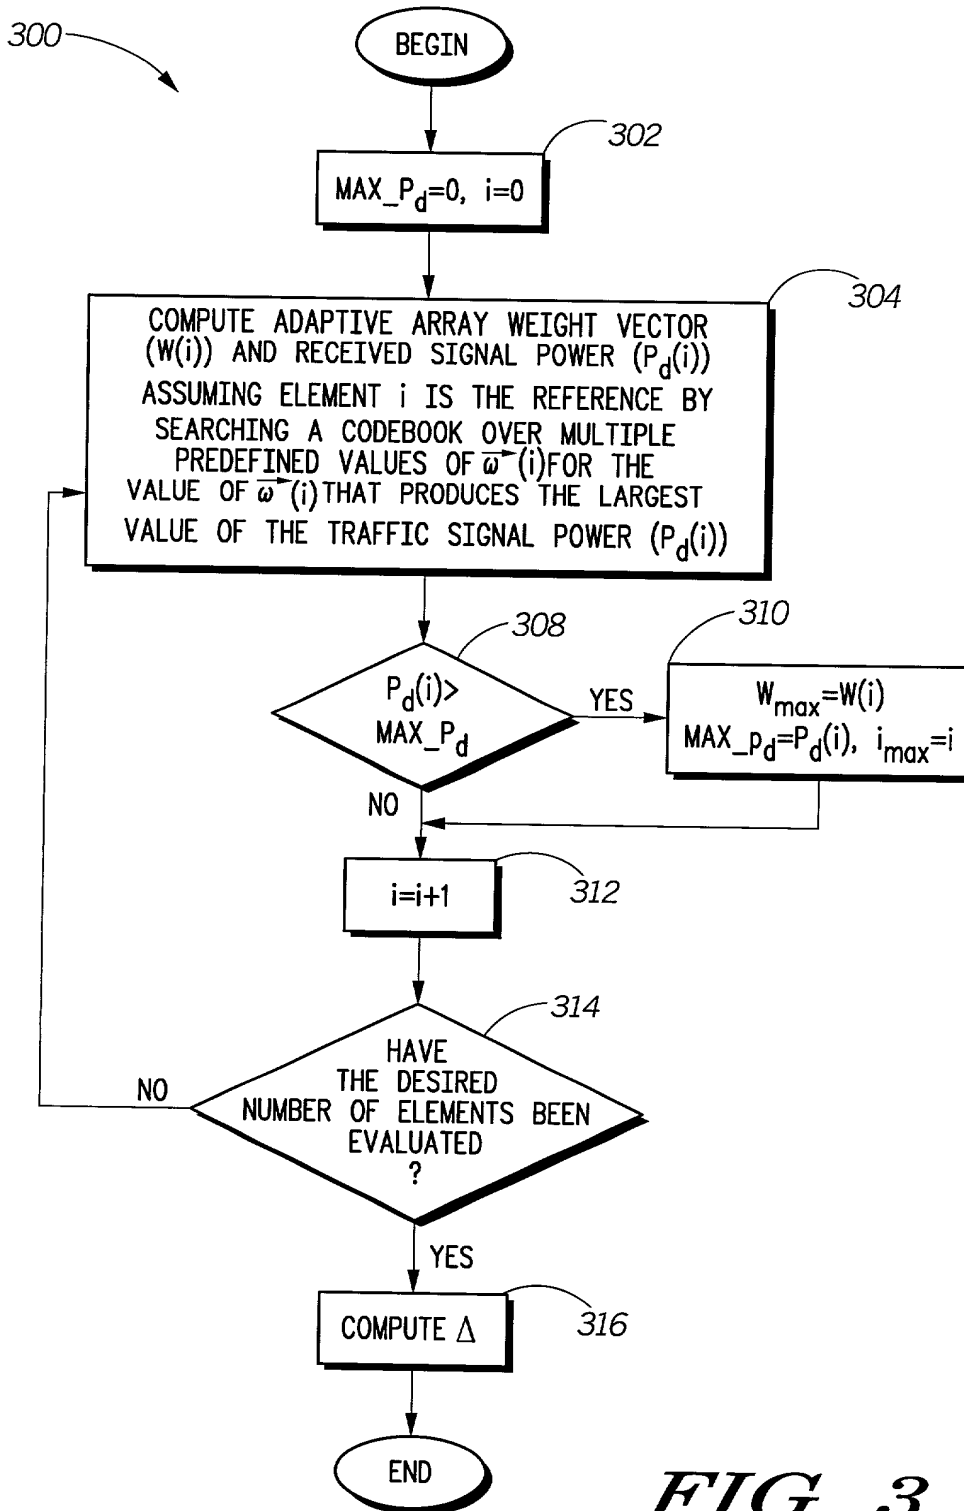 300
BEGIN
302
MAX_Pd=0, i=0
304
COMPUTE ADAPTIVE ARRAY WEIGHT VECTOR
(W(i)) AND RECEIVED SIGNAL POWER (Pd(i))
ASSUMING ELEMENT i IS THE REFERENCE BY
SEARCHING A CODEBOOK OVER MULTIPLE
PREDEFINED VALUES OF ω⃗(i)FOR THE
VALUE OF ω⃗(i)THAT PRODUCES THE LARGEST
VALUE OF THE TRAFFIC SIGNAL POWER (Pd(i))
308
310
Pd(i)>
MAX_Pd
YES
Wmax=W(i)
MAX_pd=Pd(i), imax=i
NO
i=i+1
312
314
HAVE
THE DESIRED
NUMBER OF ELEMENTS BEEN
EVALUATED
?
NO
YES
COMPUTE Δ
316
END
FIG. 3